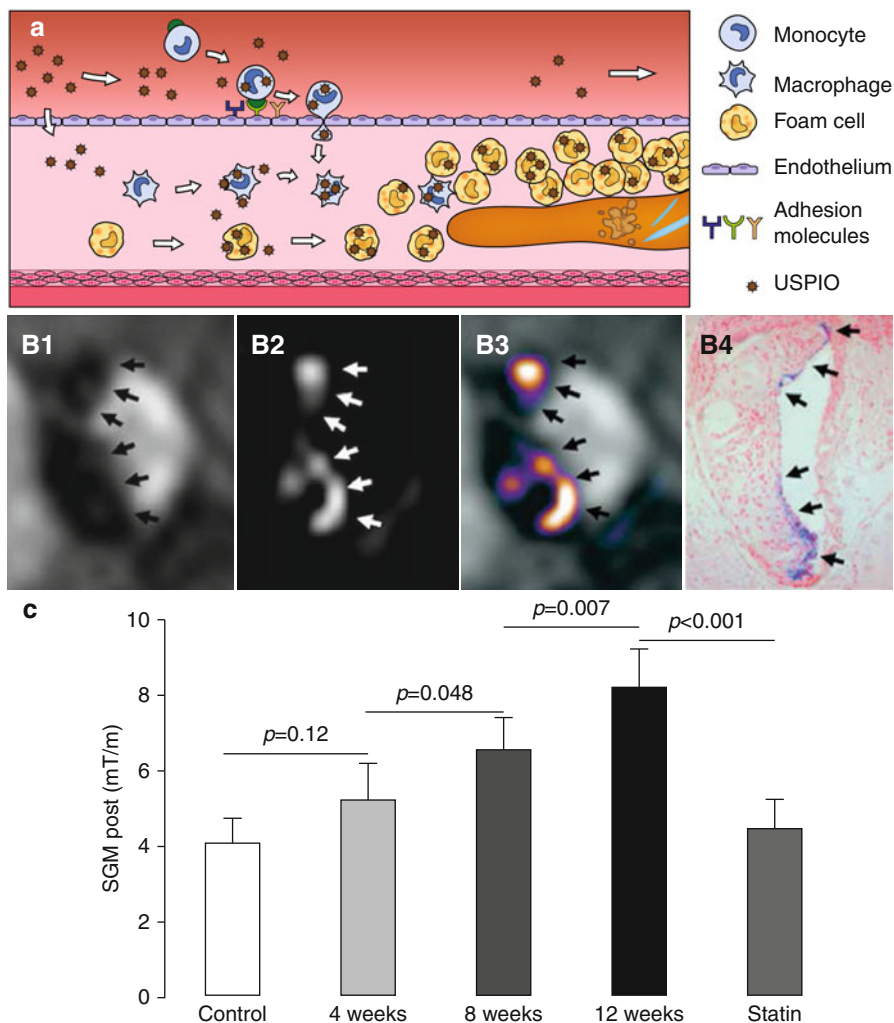 a
Monocyte
Macrophage
Foam cell
Endothelium
Adhesion
molecules
USPIO
B1
B2
B3
B4
c
SGM post (mT/m)
10
8
6
4
2
0
p=0.12
p=0.048
p=0.007
p<0.001
Control
4 weeks
8 weeks
12 weeks
Statin